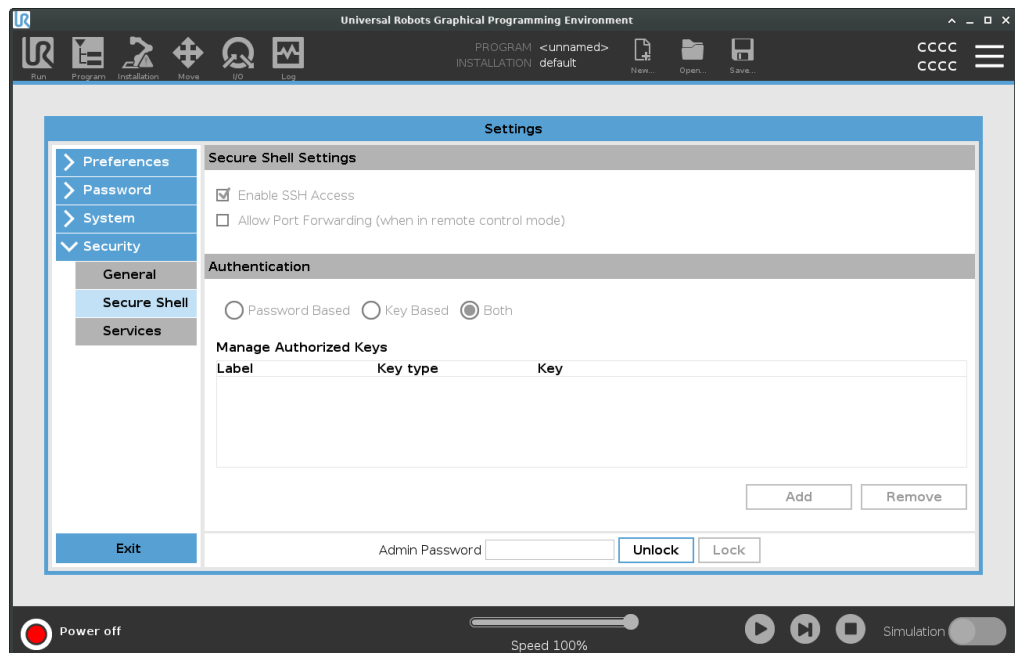 UR
Universal Robots Graphical Programming Environment
UR
Run
Program
Installation
Move
I/O
Log
PROGRAM <unnamed>
INSTALLATION default
New...
Open...
Save...
CCCC
CCCC
Settings
Preferences
Password
System
Security
General
Secure Shell
Services
Exit
Secure Shell Settings
Enable SSH Access
Allow Port Forwarding (when in remote control mode)
Authentication
Password Based Key Based Both
Manage Authorized Keys
Label Key type Key
Add Remove
Admin Password Unlock Lock
Power off
Speed 100%
Simulation